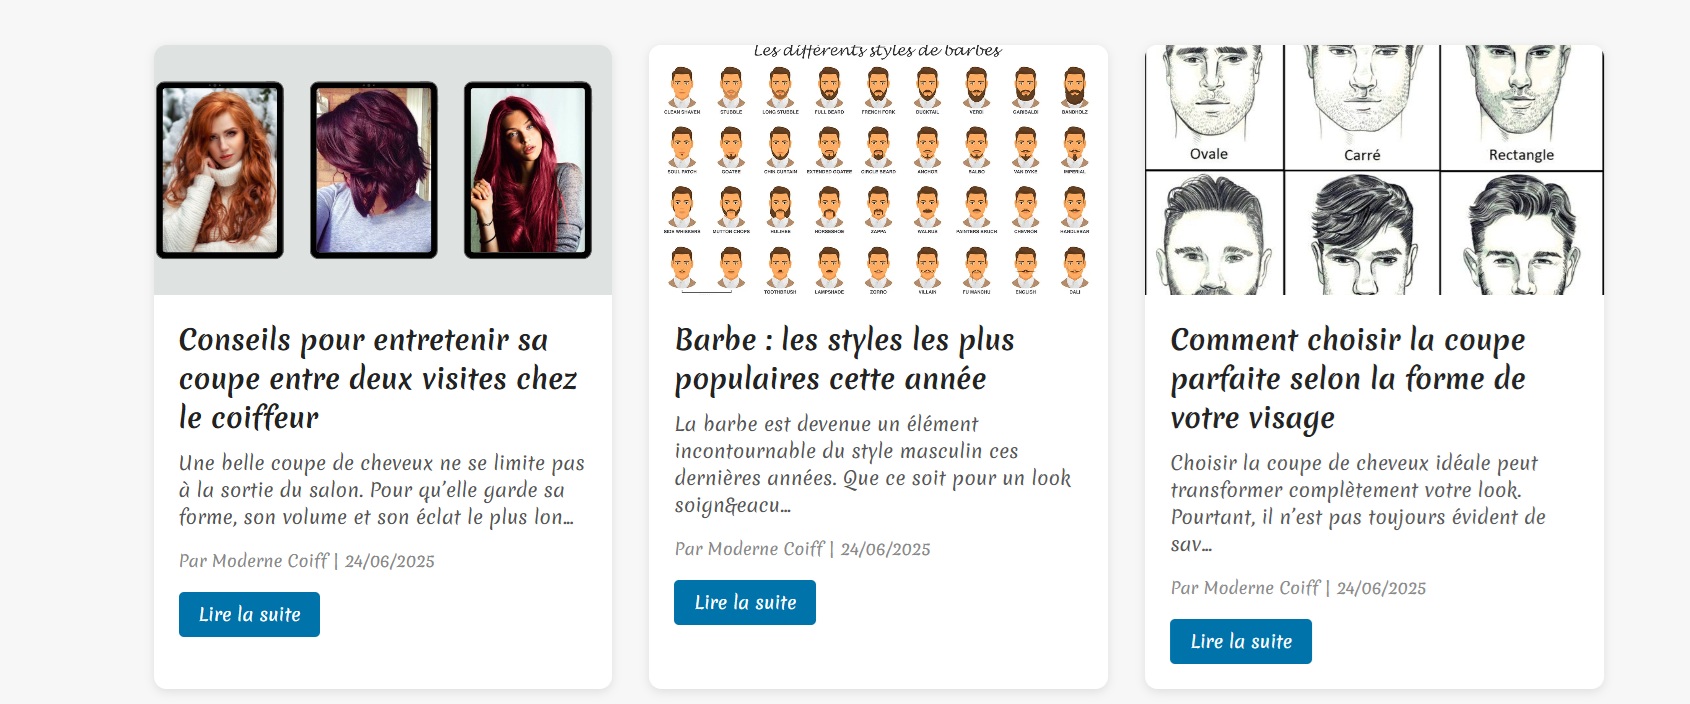 Les différents styles de barbes
CLEAN SHAVEN STUBBLE LONG STUBBLE FULL BEARD FRENCH FORK DUCKTAIL VERDI GARIBALDI BANDHOLZ
SOUL PATCH GOATEE CHIN CURTAIN EXTENDED GOATEE CIRCLE BEARD ANCHOR BALBO VAN DYKE IMPERIAL
SIDE WHISKERS MUTTON CHOPS HULIHEE HORSESHOE ZAPPA WALRUS PAINTERS BRUSH CHEVRON HANDLEBAR
TOOTHBRUSH LAMPSHADE ZORRO VILLAIN FU MANCHU ENGLISH DALI
Ovale Carré Rectangle
Conseils pour entretenir sa
coupe entre deux visites chez
le coiffeur
Une belle coupe de cheveux ne se limite pas
à la sortie du salon. Pour qu’elle garde sa
forme, son volume et son éclat le plus lon...
Par Moderne Coiff | 24/06/2025
Lire la suite
Barbe : les styles les plus
populaires cette année
La barbe est devenue un élément
incontournable du style masculin ces
dernières années. Que ce soit pour un look
soign&eacu...
Par Moderne Coiff | 24/06/2025
Lire la suite
Comment choisir la coupe
parfaite selon la forme de
votre visage
Choisir la coupe de cheveux idéale peut
transformer complètement votre look.
Pourtant, il n’est pas toujours évident de
sav...
Par Moderne Coiff | 24/06/2025
Lire la suite